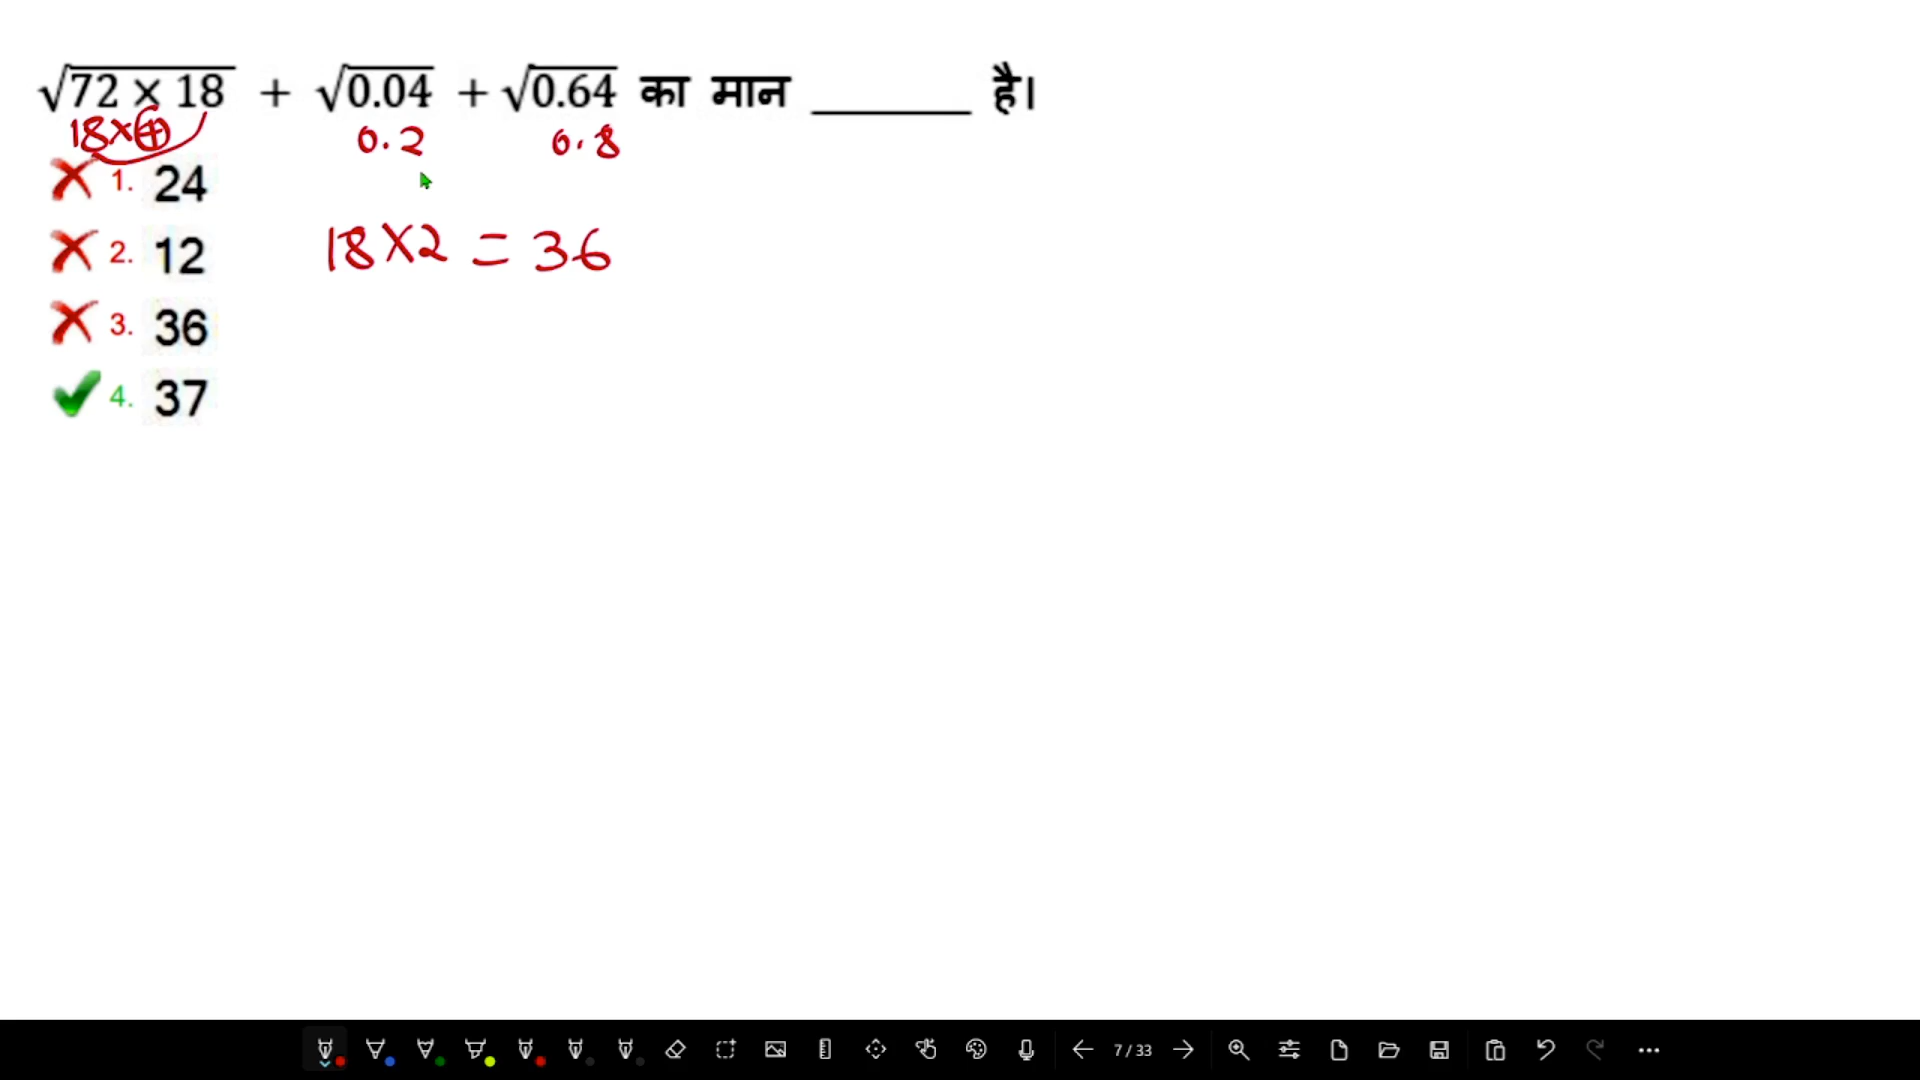 √72 × 18 + √0.04 + √0.64 का मान ______ है।
18×4 0.2 0.8
1. 24
18×2 = 36
2. 12
3. 36
4. 37
7 / 33